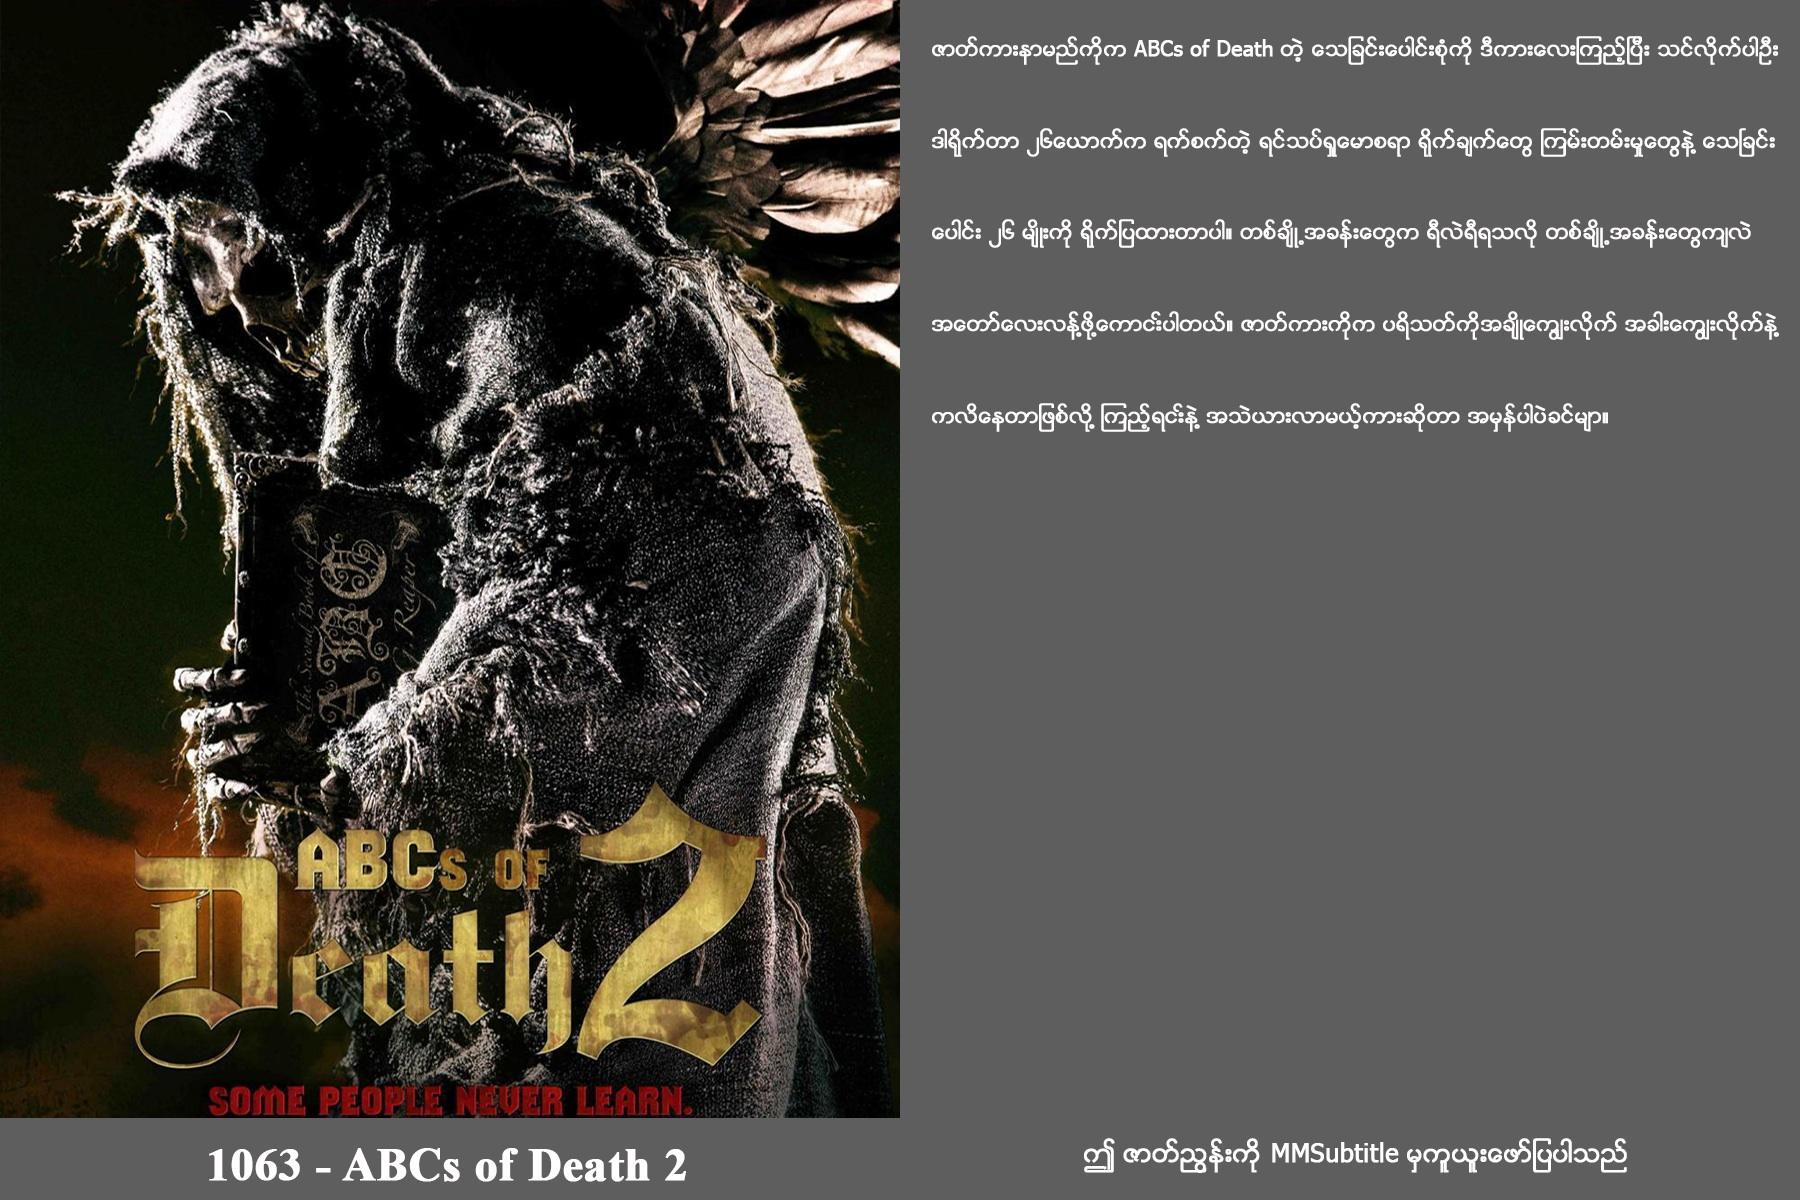 The Second Book of
ABC
Reaper
ABCs OF
Death 2
SOME PEOPLE NEVER LEARN.
1063 - ABCs of Death 2
ဇာတ်ကားနာမည်ကိုက ABCs of Death တဲ့ သေခြင်းပေါင်းစုံကို ဒီကားလေးကြည့်ပြီး သင်လိုက်ပါဦး
ဒါရိုက်တာ ၂၆ယောက်က ရက်စက်တဲ့ ရင်သပ်ရှုမောစရာ ရိုက်ချက်တွေ ကြမ်းတမ်းမှုတွေနဲ့ သေခြင်း
ပေါင်း ၂၆ မျိုးကို ရိုက်ပြထားတာပါ။ တစ်ချို့အခန်းတွေက ရီလဲရီရသလို တစ်ချို့အခန်းတွေကျလဲ
အတော်လေးလန့်ဖို့ကောင်းပါတယ်။ ဇာတ်ကားကိုက ပရိသတ်ကိုအချိုကျွေးလိုက် အခါးကျွေးလိုက်နဲ့
ကလိနေတာဖြစ်လို့ ကြည့်ရင်းနဲ့ အသဲယားလာမယ့်ကားဆိုတာ အမှန်ပါပဲခင်မျာ။
ဤ ဇာတ်ညွှန်းကို MMSubtitle မှကူယူးဖော်ပြပါသည်